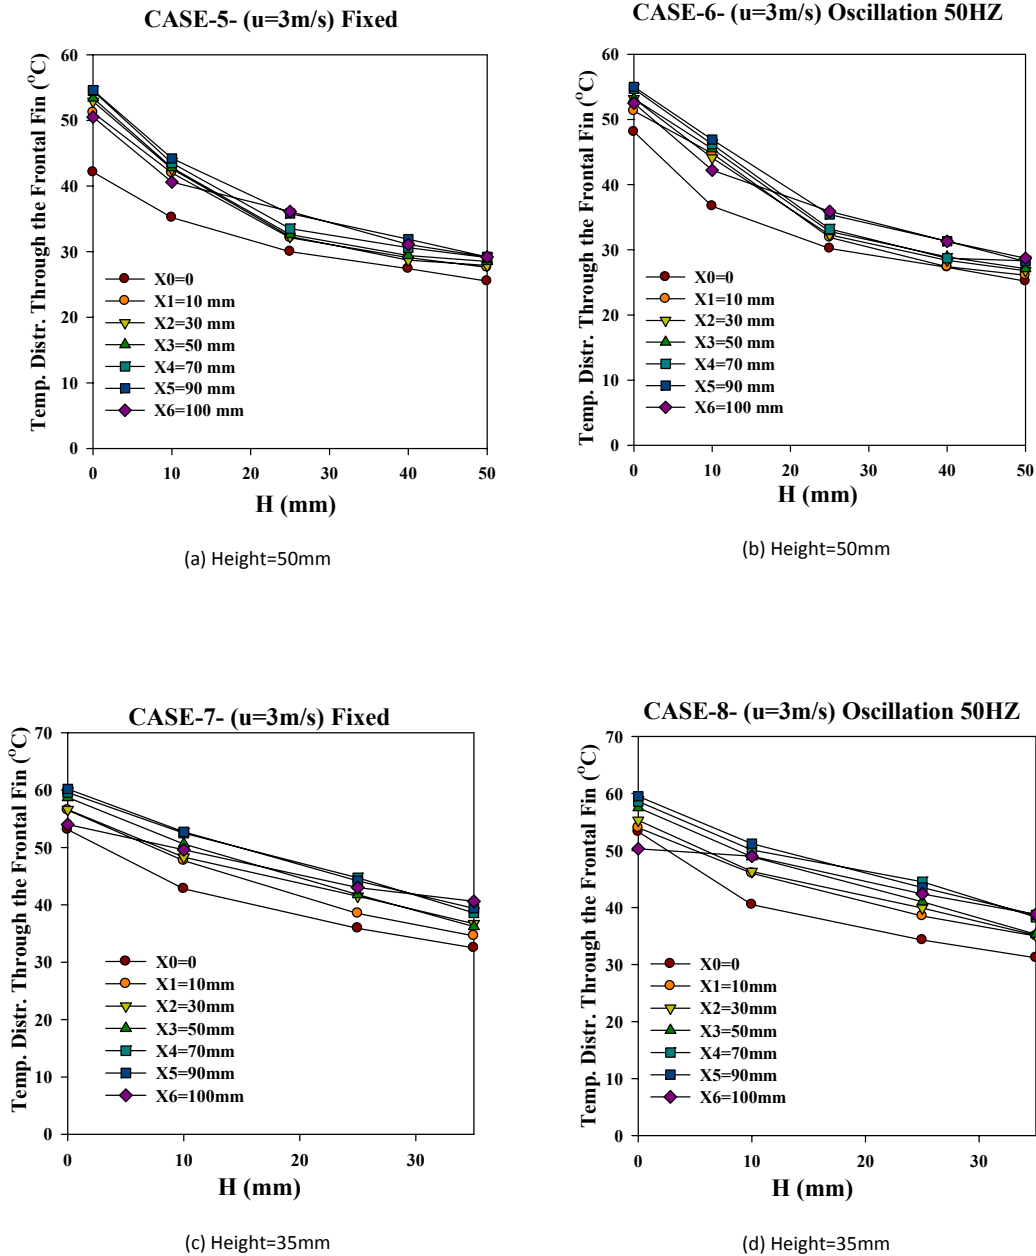 CASE-5- (u=3m/s) Fixed
Temp. Distr. Through the Frontal Fin (°C)
60
50
40
30
20
10
0
X0=0
X1=10 mm
X2=30 mm
X3=50 mm
X4=70 mm
X5=90 mm
X6=100 mm
0 10 20 30 40 50
H (mm)
(a) Height=50mm
CASE-6- (u=3m/s) Oscillation 50HZ
Temp. Distr. Through the Frontal Fin (°C)
60
50
40
30
20
10
0
X0=0
X1=10 mm
X2=30 mm
X3=50 mm
X4=70 mm
X5=90 mm
X6=100 mm
0 10 20 30 40 50
H (mm)
(b) Height=50mm
CASE-7- (u=3m/s) Fixed
Temp. Distr. Through the Frontal Fin (°C)
70
60
50
40
30
20
10
0
X0=0
X1=10mm
X2=30mm
X3=50mm
X4=70mm
X5=90mm
X6=100mm
0 10 20 30
H (mm)
(c) Height=35mm
CASE-8- (u=3m/s) Oscillation 50HZ
Temp. Distr. Through the Frontal Fin (°C)
70
60
50
40
30
20
10
0
X0=0
X1=10mm
X2=30mm
X3=50mm
X4=70mm
X5=90mm
X6=100mm
0 10 20 30
H (mm)
(d) Height=35mm